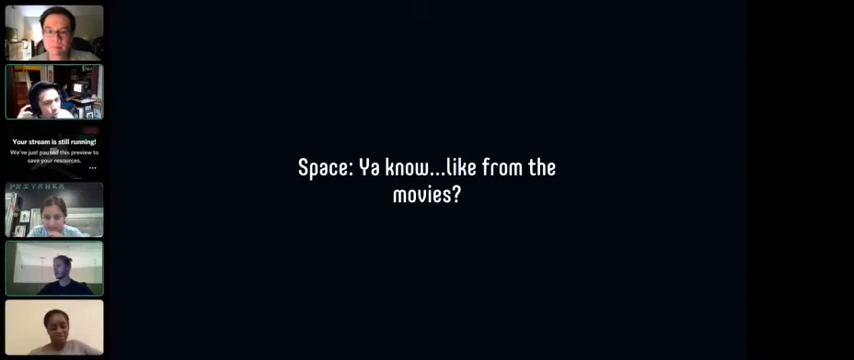 Your stream is still running!
We've just paused this preview to
save your resources.
PRIYANKA
Space: Ya know...like from the
movies?